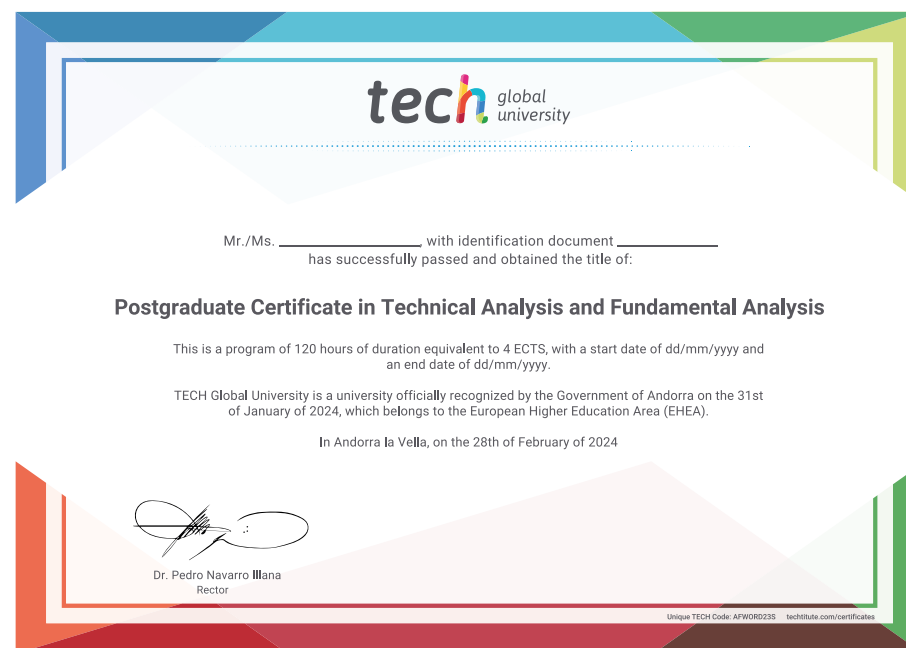 tech global
university
Mr./Ms. ____________, with identification document ____________
has successfully passed and obtained the title of:
Postgraduate Certificate in Technical Analysis and Fundamental Analysis
This is a program of 120 hours of duration equivalent to 4 ECTS, with a start date of dd/mm/yyyy and
an end date of dd/mm/yyyy.
TECH Global University is a university officially recognized by the Government of Andorra on the 31st
of January of 2024, which belongs to the European Higher Education Area (EHEA).
In Andorra la Vella, on the 28th of February of 2024
Dr. Pedro Navarro Illana
Rector
Unique TECH Code: AFWORD23S techtitute.com/certificates